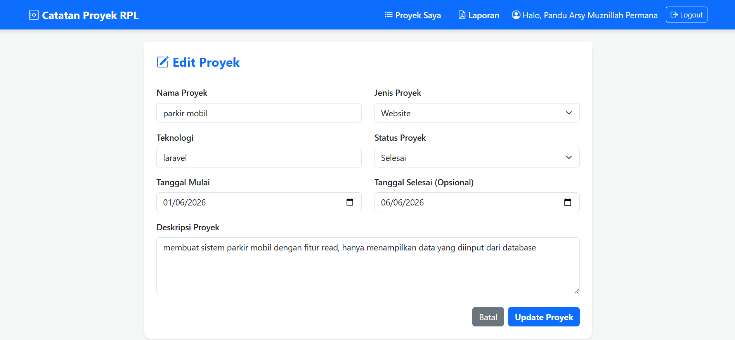 Catatan Proyek RPL Proyek Saya Laporan Halo, Pandu Arsy Muznillah Permana Logout
Edit Proyek
Nama Proyek Jenis Proyek
parkir mobil Website
Teknologi Status Proyek
laravel Selesai
Tanggal Mulai Tanggal Selesai (Opsional)
01/06/2026 06/06/2026
Deskripsi Proyek
membuat sistem parkir mobil dengan fitur read, hanya menampilkan data yang diinput dari database
Batal Update Proyek